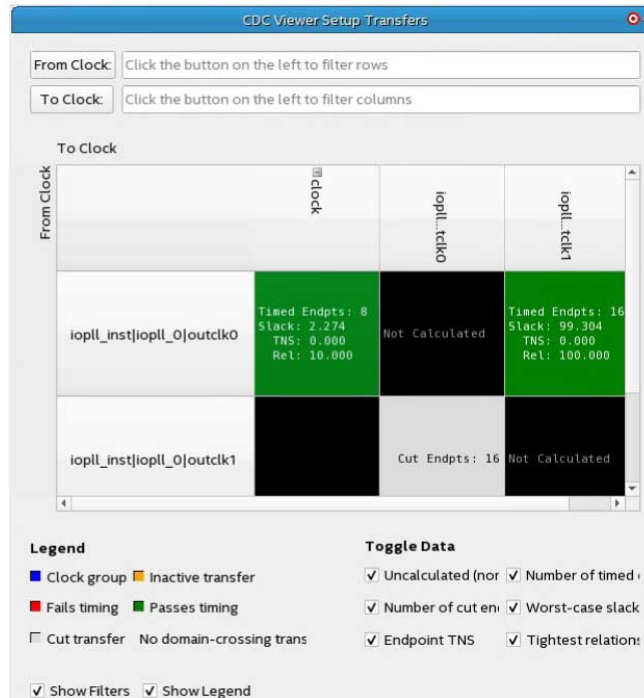 CDC Viewer Setup Transfers
From Clock: Click the button on the left to filter rows
To Clock: Click the button on the left to filter columns
To Clock
From Clock
clock
iopll...tclk0
iopll...tclk1
iopll_inst|iopll_0|outclk0
Timed Endpts: 8
Slack: 2.274
TNS: 0.000
Rel: 10.000
Not Calculated
Timed Endpts: 16
Slack: 99.304
TNS: 0.000
Rel: 100.000
iopll_inst|iopll_0|outclk1
Cut Endpts: 16
Not Calculated
Legend
Clock group Inactive transfer
Fails timing Passes timing
Cut transfer No domain-crossing trans
Toggle Data
Uncalculated (nor Number of timed
Number of cut en Worst-case slack
Endpoint TNS Tightest relations
Show Filters Show Legend